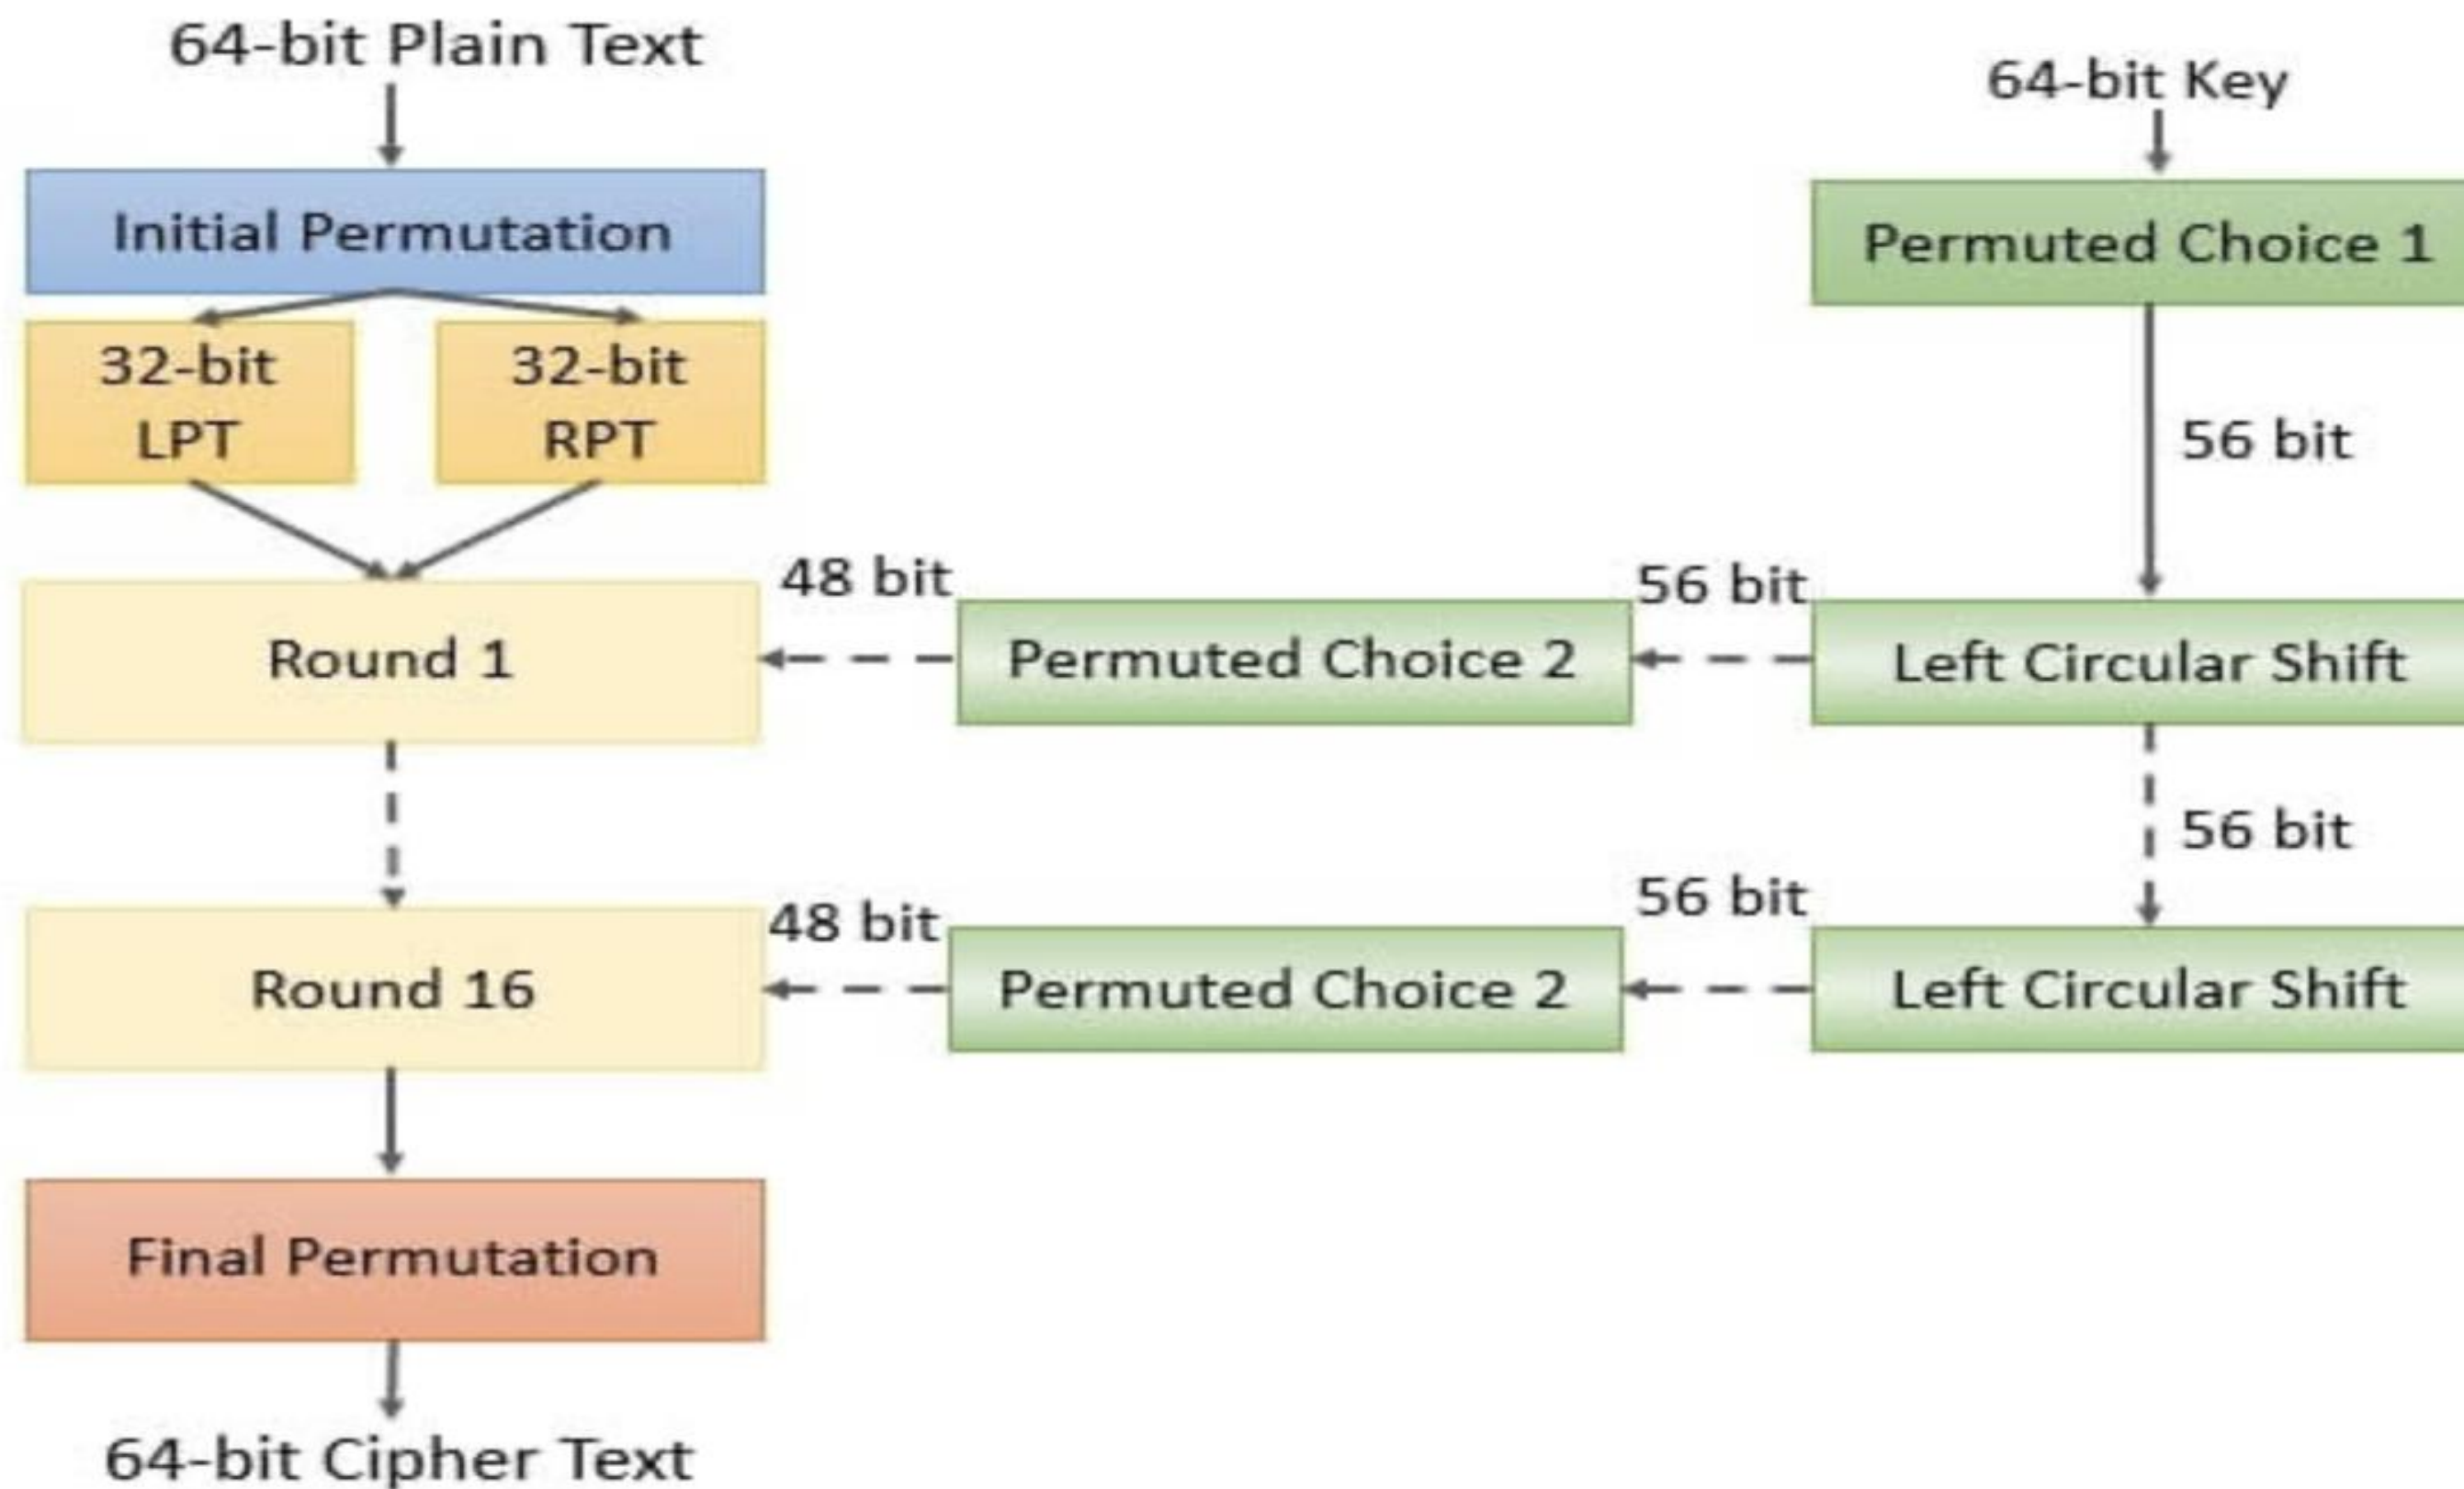 64-bit Plain Text
64-bit Key
Initial Permutation
Permuted Choice 1
32-bit
LPT
32-bit
RPT
56 bit
48 bit
56 bit
Round 1
Permuted Choice 2
Left Circular Shift
56 bit
48 bit
56 bit
Round 16
Permuted Choice 2
Left Circular Shift
Final Permutation
64-bit Cipher Text